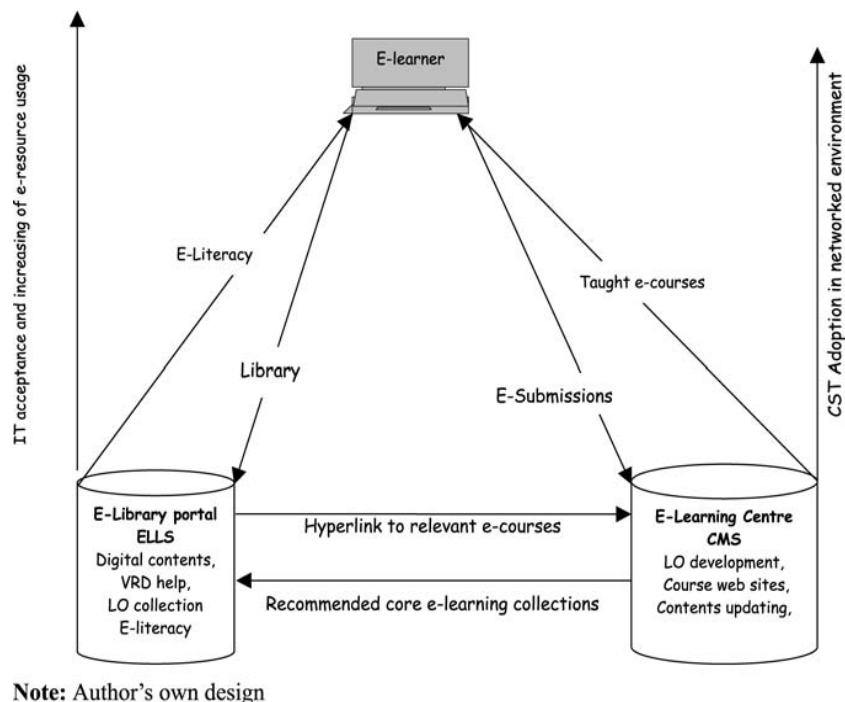 E-learner
IT acceptance and increasing of e-resource usage
CST Adoption in networked environment
E-Literacy
Taught e-courses
Library
E-Submissions
E-Library portal
ELLS
Digital contents,
VRD help,
LO collection
E-literacy
Hyperlink to relevant e-courses
Recommended core e-learning collections
E-Learning Centre
CMS
LO development,
Course web sites,
Contents updating,
Note: Author's own design